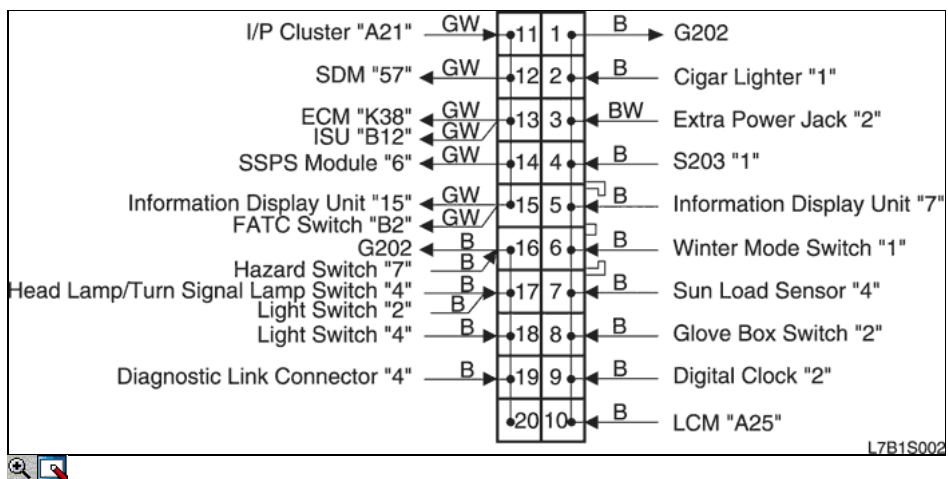 I/P Cluster "A21" GW 11 1 B G202
SDM "57" GW 12 2 B Cigar Lighter "1"
ECM "K38" GW 13 3 BW Extra Power Jack "2"
ISU "B12" GW
SSPS Module "6" GW 14 4 B S203 "1"
Information Display Unit "15" GW 15 5 B Information Display Unit "7"
FATC Switch "B2" GW
G202 B 16 6 B Winter Mode Switch "1"
Hazard Switch "7" B
Head Lamp/Turn Signal Lamp Switch "4" B 17 7 B Sun Load Sensor "4"
Light Switch "2" B
Light Switch "4" B 18 8 B Glove Box Switch "2"
Diagnostic Link Connector "4" B 19 9 B Digital Clock "2"
20 10 B LCM "A25"
L7B1S002